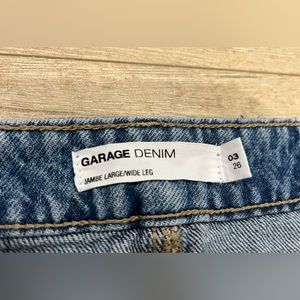 GARAGE DENIM
JAMBE LARGE/WIDE LEG
03
26